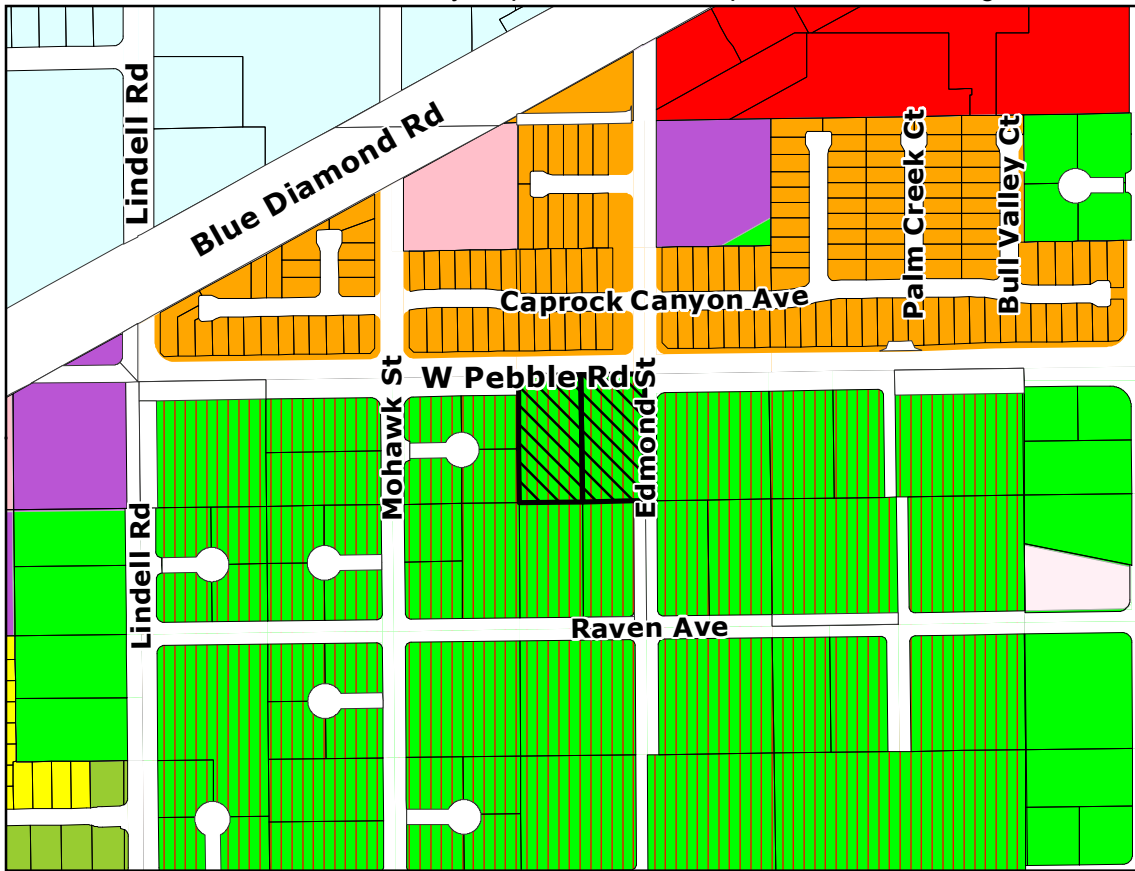 Lindell Rd
Blue Diamond Rd
Palm Creek Ct
Bull Valley Ct
Caprock Canyon Ave
W Pebble Rd
Mohawk St
Edmond St
Lindell Rd
Raven Ave